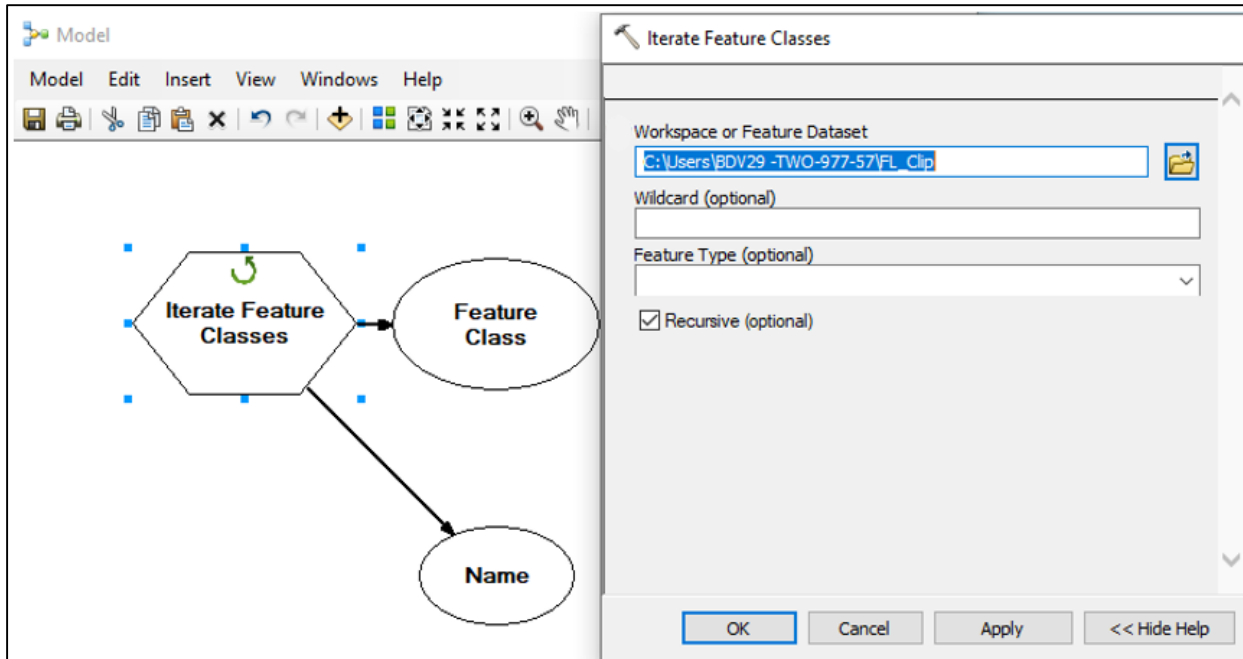 Model
Model Edit Insert View Windows Help
Iterate Feature
Classes
Feature
Class
Name
Iterate Feature Classes
Workspace or Feature Dataset
C:\Users\BDV29 -TWO-977-57\FL_Clip
Wildcard (optional)
Feature Type (optional)
Recursive (optional)
OK Cancel Apply << Hide Help